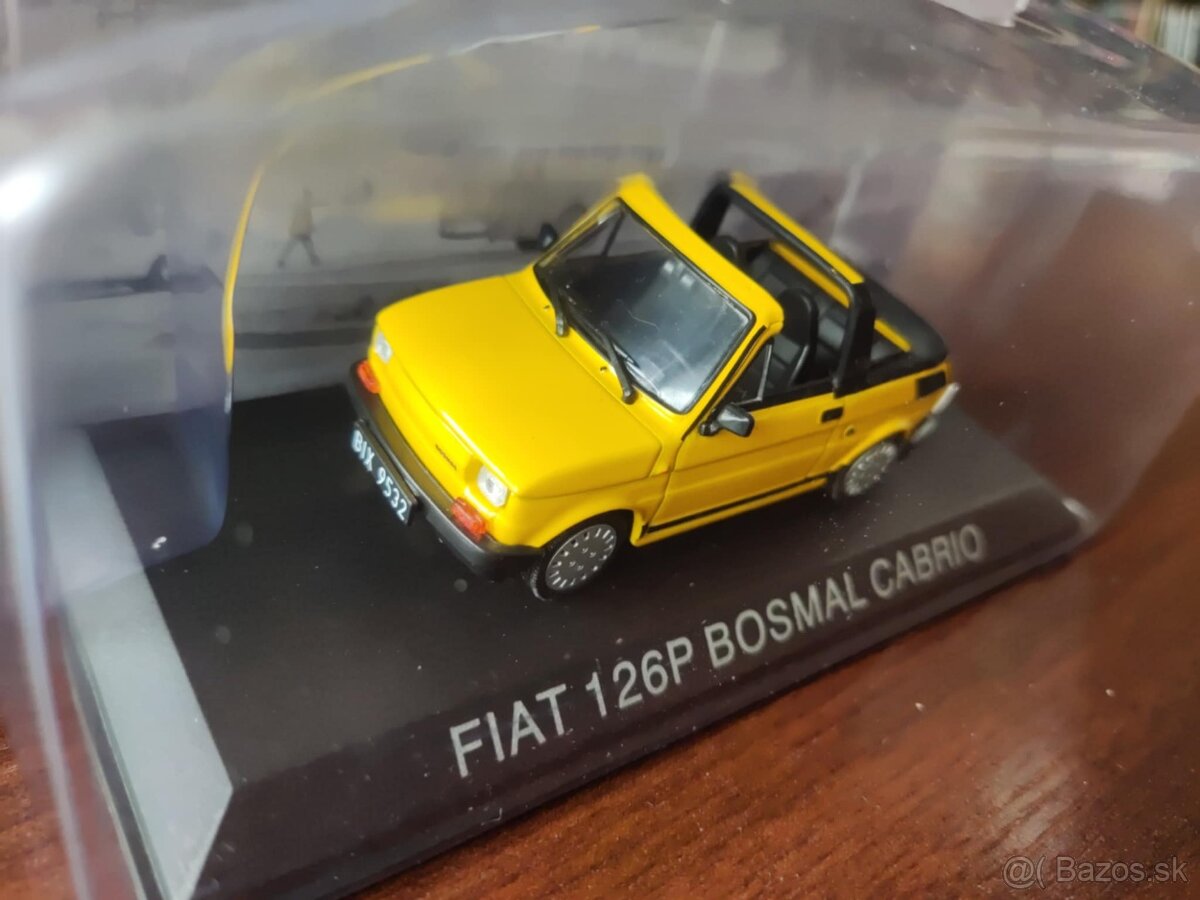 BIX 9532
FIAT 126P BOSMAL CABRIO
@( Bazos.sk